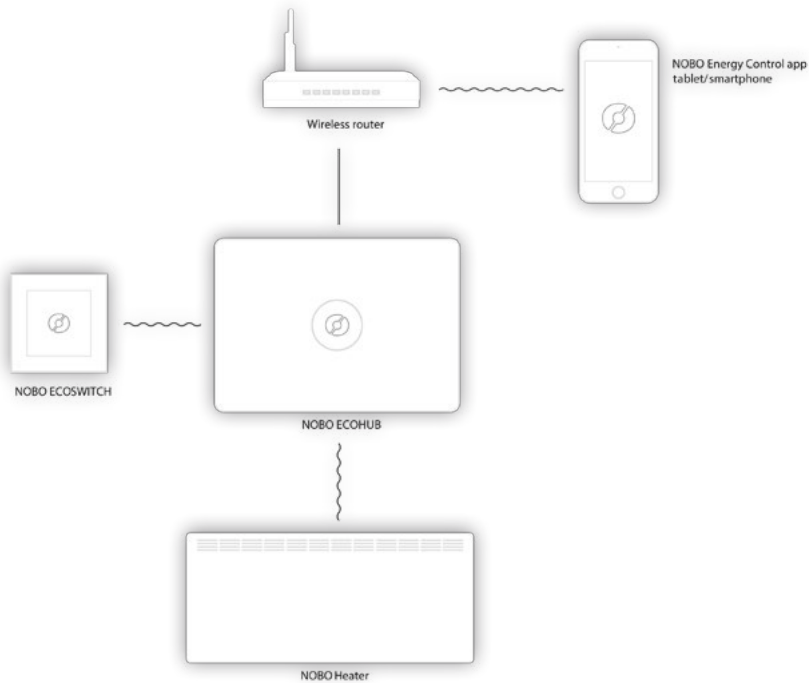 NOBO Energy Control app
tablet/smartphone
Wireless router
NOBO ECOSWITCH
NOBO ECOHUB
NOBO Heater